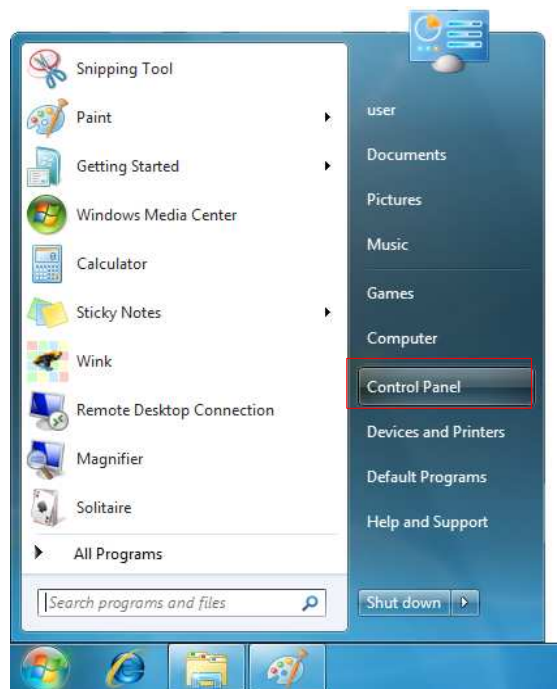 Snipping Tool
Paint
Getting Started
Windows Media Center
Calculator
Sticky Notes
Wink
Remote Desktop Connection
Magnifier
Solitaire
All Programs
Search programs and files
user
Documents
Pictures
Music
Games
Computer
Control Panel
Devices and Printers
Default Programs
Help and Support
Shut down